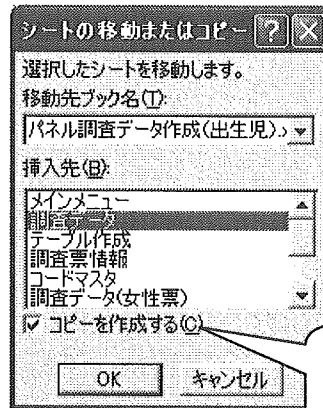 シートの移動またはコピー
選択したシートを移動します。
移動先ブック名(T):
パネル調査データ作成(出生児).x
挿入先(B):
メインメニュー
調査データ
テーブル作成
調査票情報
コードマスタ
調査データ(女性票)
コピーを作成する(C)
OK キャンセル